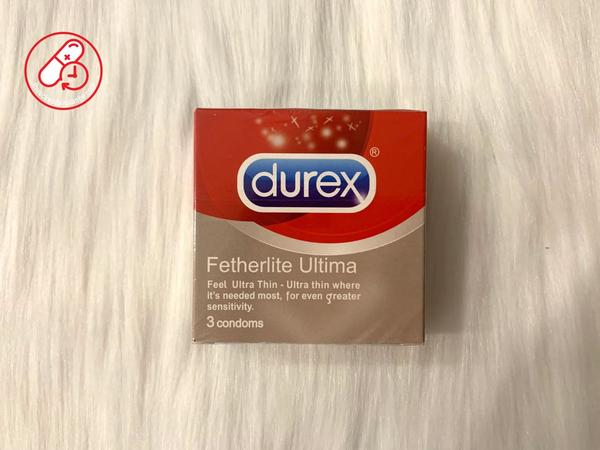 durex®
Fetherlite Ultima
Feel Ultra Thin - Ultra thin where
it's needed most, for even greater
sensitivity.
3 condoms